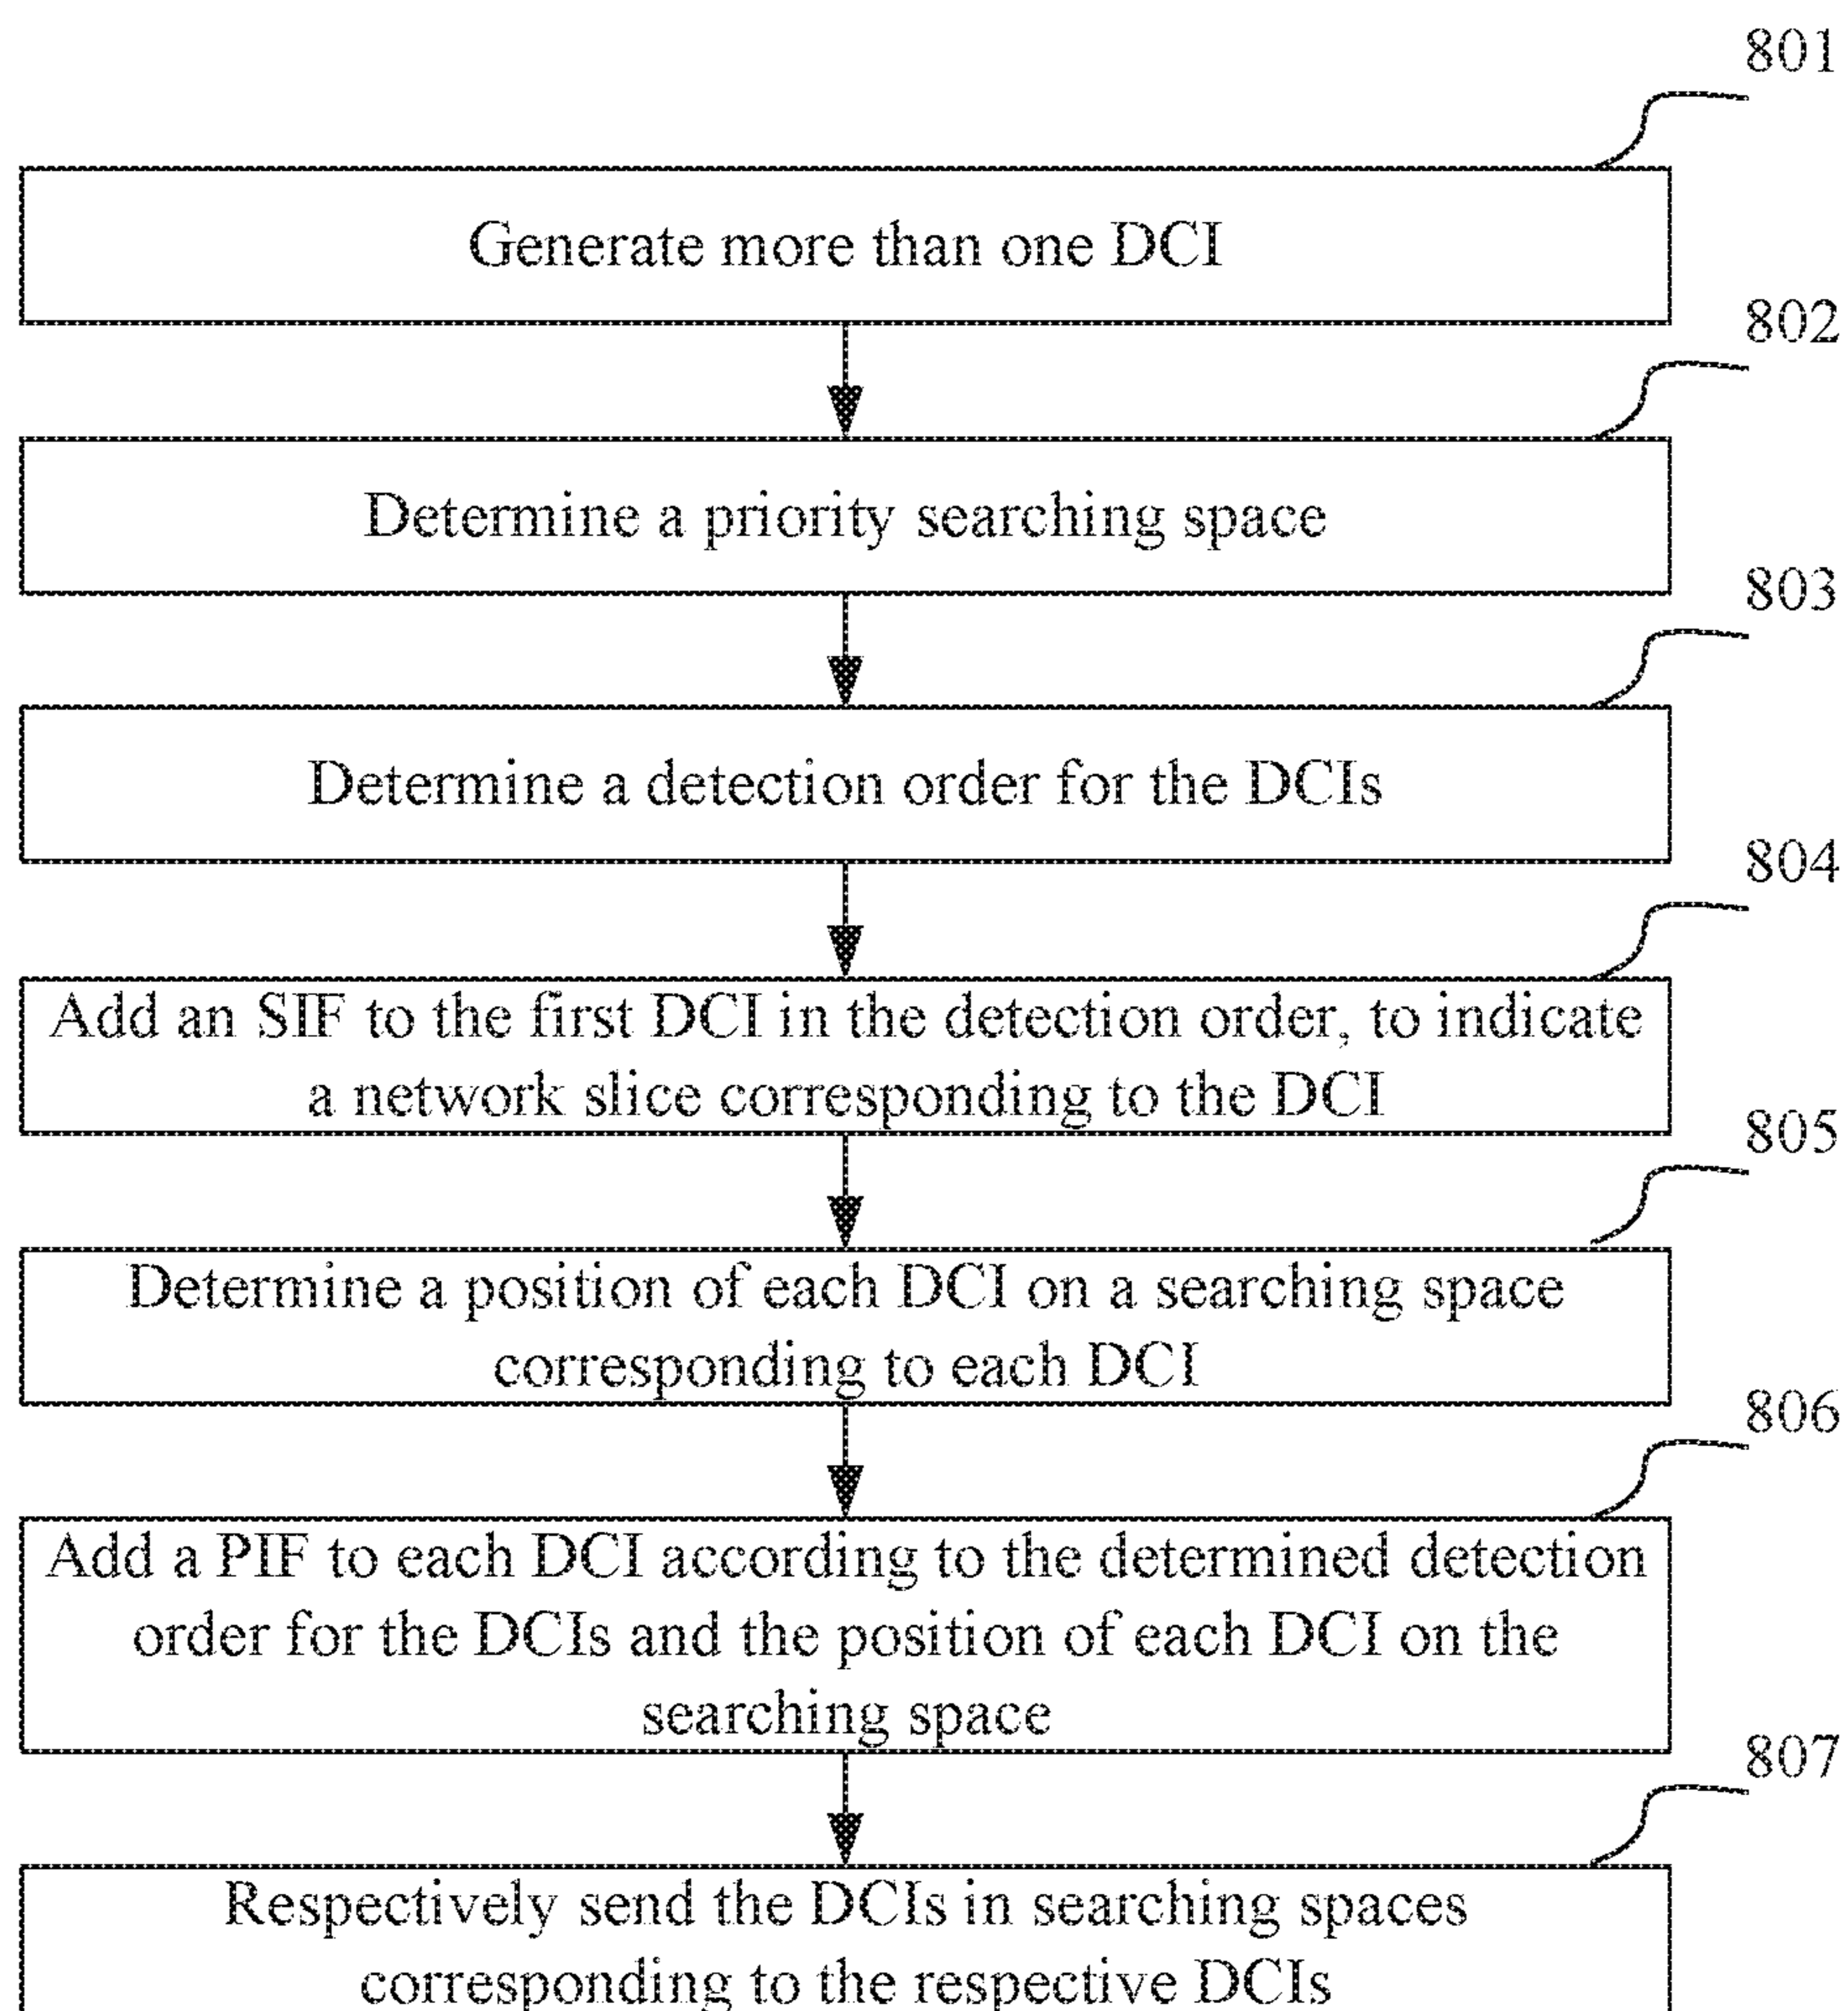 801
Generate more than one DCI
802
Determine a priority searching space
803
Determine a detection order for the DCIs
804
Add an SIF to the first DCI in the detection order, to indicate
a network slice corresponding to the DCI
805
Determine a position of each DCI on a searching space
corresponding to each DCI
806
Add a PIF to each DCI according to the determined detection
order for the DCIs and the position of each DCI on the
searching space
807
Respectively send the DCIs in searching spaces
corresponding to the respective DCIs